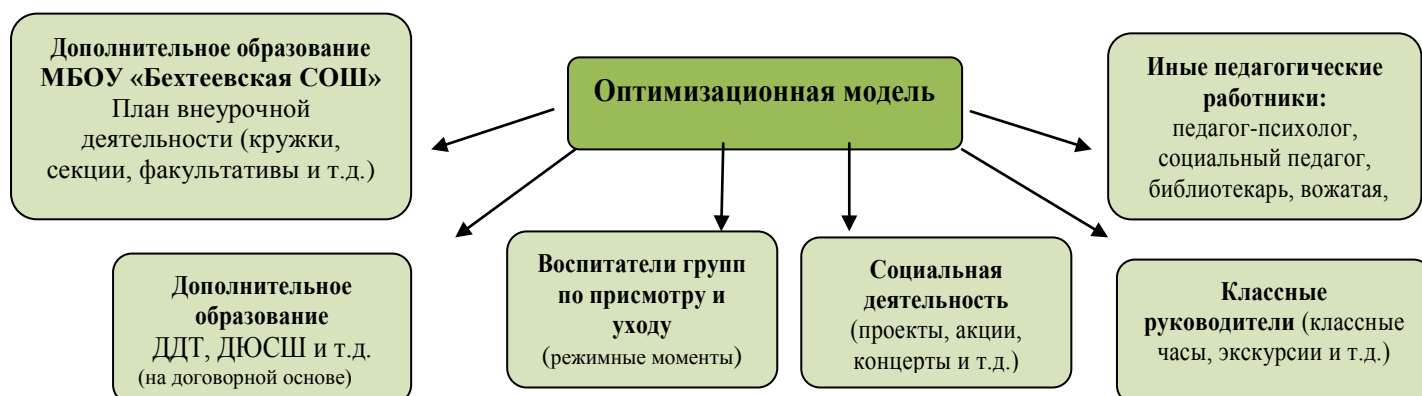 Дополнительное образование
МБОУ «Бехтеевская СОШ»
План внеурочной
деятельности (кружки,
секции, факультативы и т.д.)
Оптимизационная модель
Иные педагогические
работники:
педагог-психолог,
социальный педагог,
библиотекарь, вожатая,
Дополнительное
образование
ДДТ, ДЮСШ и т.д.
(на договорной основе)
Воспитатели групп
по присмотру и
уходу
(режимные моменты)
Социальная
деятельность
(проекты, акции,
концерты и т.д.)
Классные
руководители (классные
часы, экскурсии и т.д.)